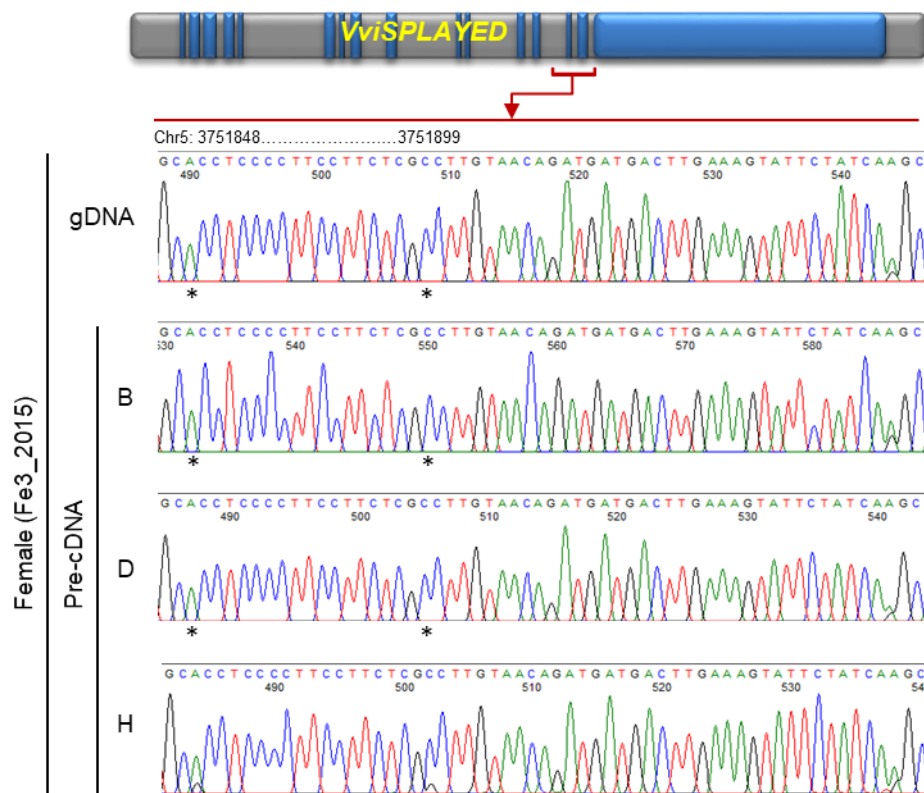 VviSPLAYED
Chr5: 3751848……………………3751899
GCACCTCCCCTTCCTTCTCGCCTTGTAACAGATGATGACTTGAAAGTATTCTATCAAGC
490 500 510 520 530 540
gDNA
* *
GCACCTCCCCTTCCTTCTCGCCTTGTAACAGATGATGACTTGAAAGTATTCTATCAAGC
530 540 550 560 570 580
B
* *
GCACCTCCCCTTCCTTCTCGCCTTGTAACAGATGATGACTTGAAAGTATTCTATCAAGC
490 500 510 520 530 540
D
* *
GCACCTCCCCTTCCTTCTCGCCTTGTAACAGATGATGACTTGAAAGTATTCTATCAAGC
490 500 510 520 530
H
Female (Fe3_2015)
Pre-cDNA